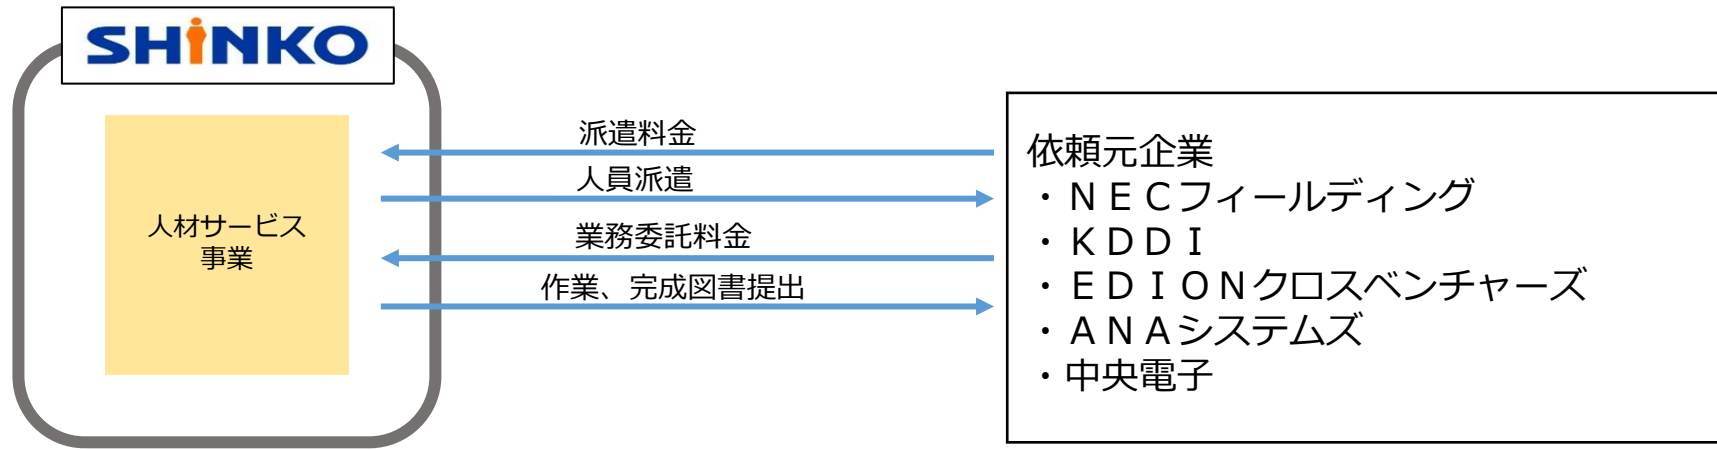 SHiNKO
人材サービス
事業
派遣料金
人員派遣
業務委託料金
作業、完成図書提出
依頼元企業
・ＮＥＣフィールディング
・ＫＤＤＩ
・ＥＤＩＯＮクロスベンチャーズ
・ＡＮＡシステムズ
・中央電子